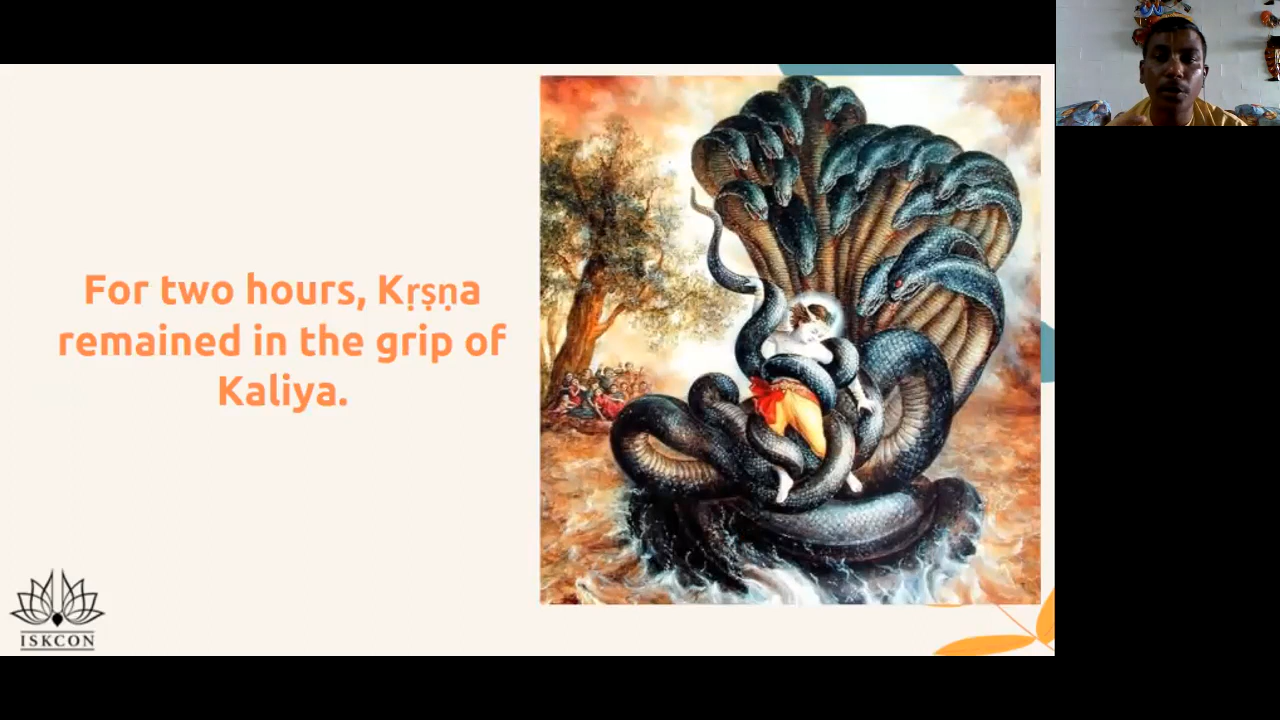 For two hours, Kṛṣṇa
remained in the grip of
Kaliya.
ISKCON